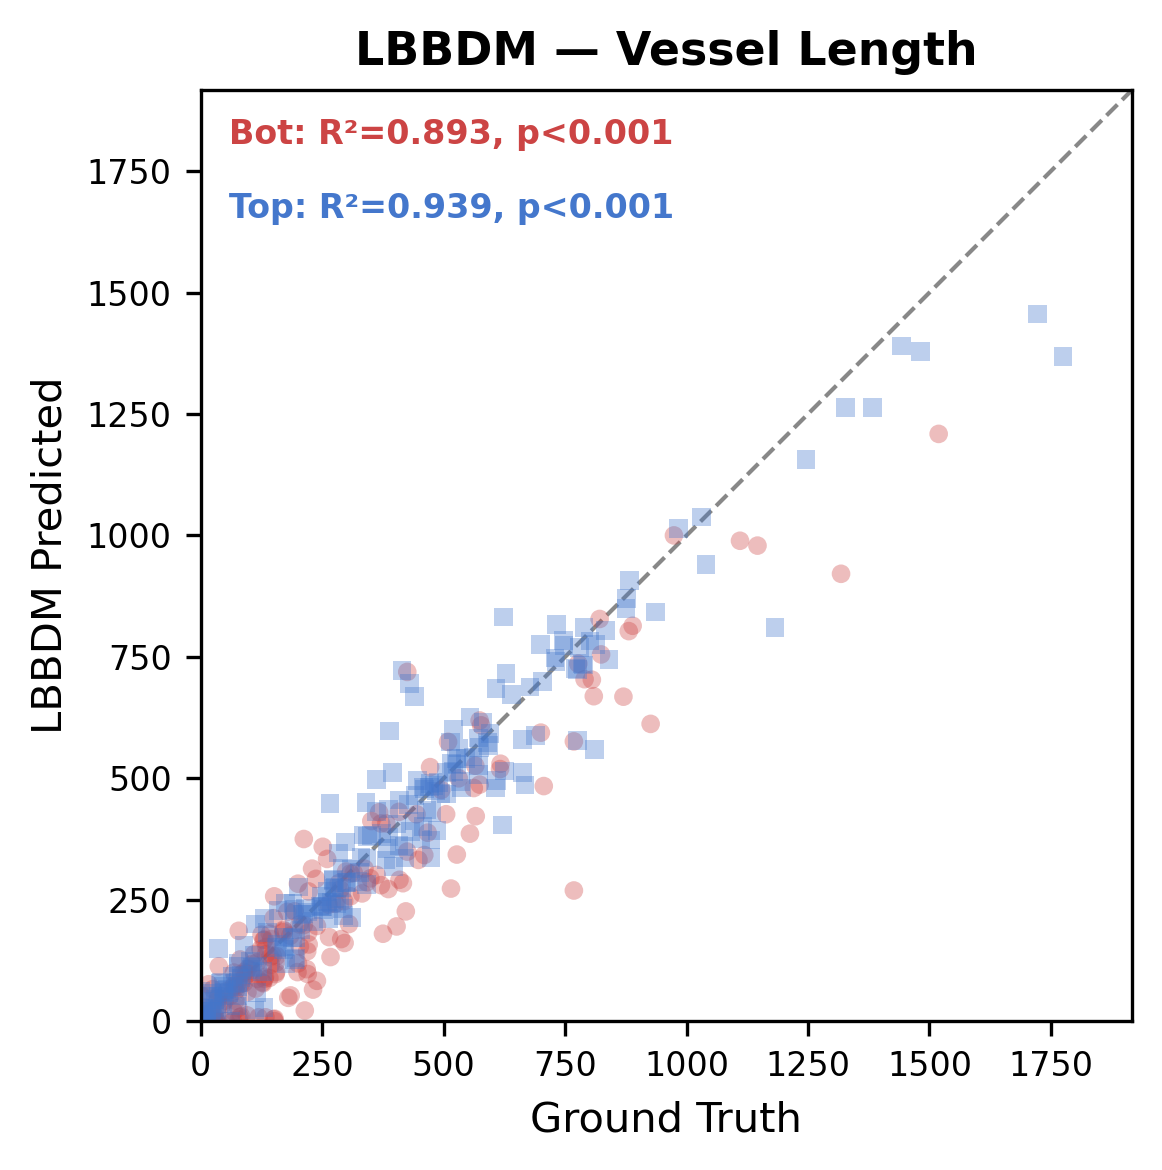 LBBDM — Vessel Length
Bot: R²=0.893, p<0.001
Top: R²=0.939, p<0.001
1750
1500
1250
1000
750
500
250
0
LBBDM Predicted
0 250 500 750 1000 1250 1500 1750
Ground Truth